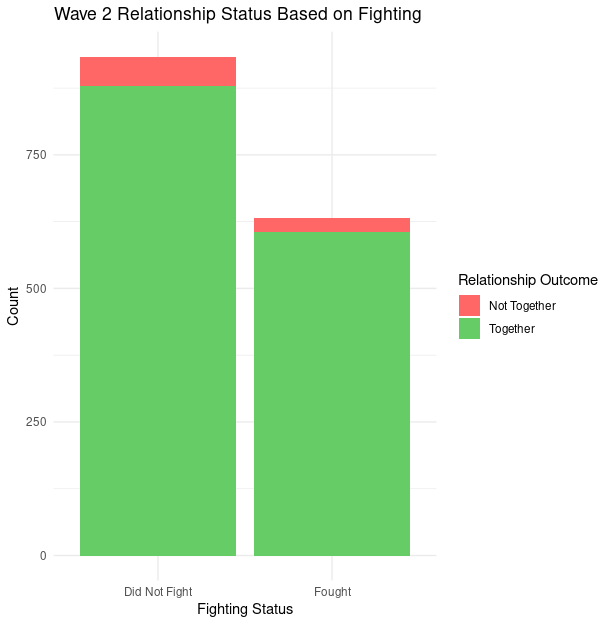 Wave 2 Relationship Status Based on Fighting
Count
750
500
250
0
Did Not Fight
Fought
Fighting Status
Relationship Outcome
Not Together
Together